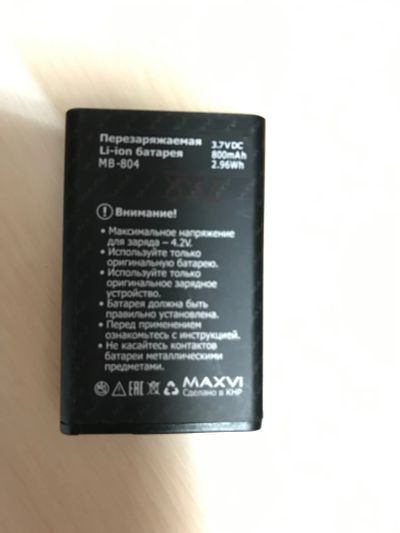 Перезаряжаемая 3.7VDC
Li-ion батарея 800mAh
MB-804 2.96Wh
Внимание!
• Максимальное напряжение
для заряда – 4.2V.
• Используйте только
оригинальную батарею.
• Используйте только
оригинальное зарядное
устройство.
• Батарея должна быть
правильно установлена.
• Перед применением
ознакомьтесь с инструкцией.
• Не касайтесь контактов
батареи металлическими
предметами.
EAC MAXVI
Сделано в КНР